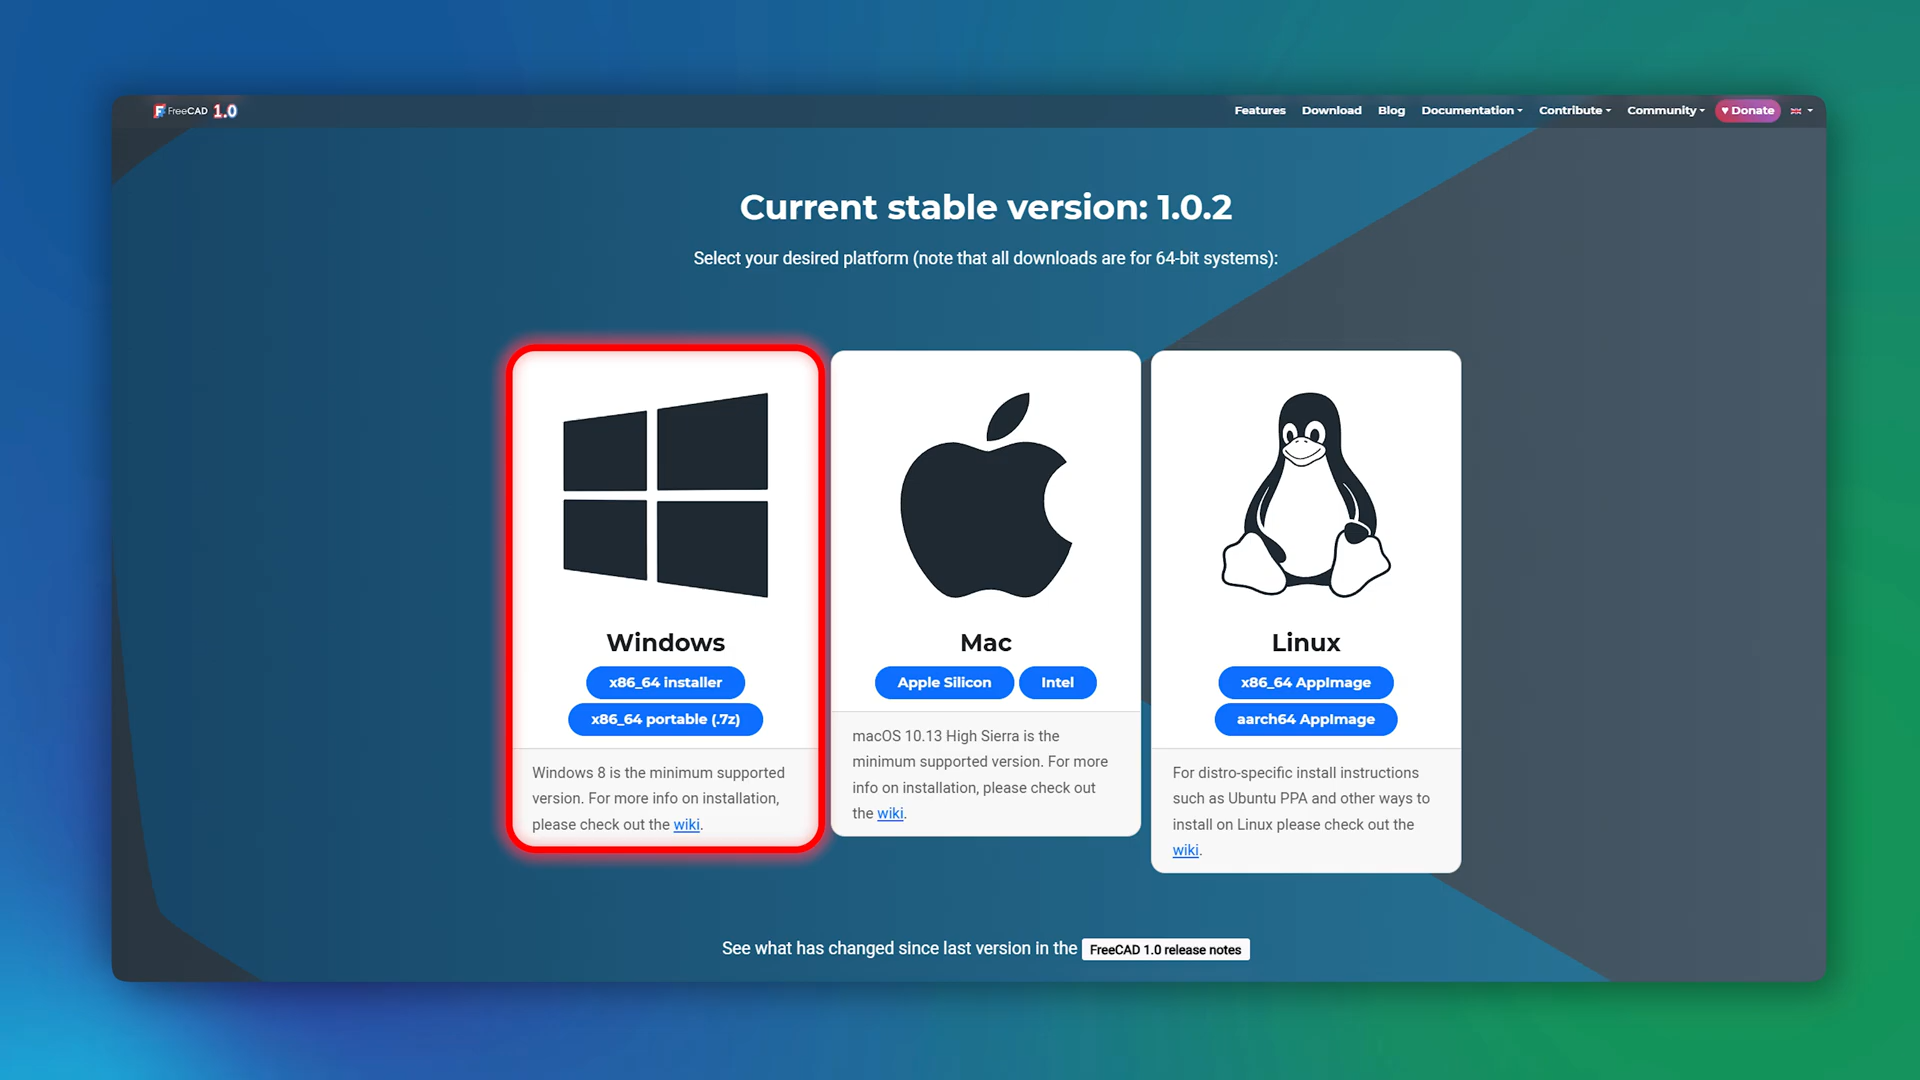 FreeCAD 1.0
Features Download Blog Documentation Contribute Community ♥ Donate
Current stable version: 1.0.2
Select your desired platform (note that all downloads are for 64-bit systems):
Windows
x86_64 installer
x86_64 portable (.7z)
Windows 8 is the minimum supported
version. For more info on installation,
please check out the wiki.
Mac
Apple Silicon Intel
macOS 10.13 High Sierra is the
minimum supported version. For more
info on installation, please check out
the wiki.
Linux
x86_64 AppImage
aarch64 AppImage
For distro-specific install instructions
such as Ubuntu PPA and other ways to
install on Linux please check out the
wiki.
See what has changed since last version in the FreeCAD 1.0 release notes